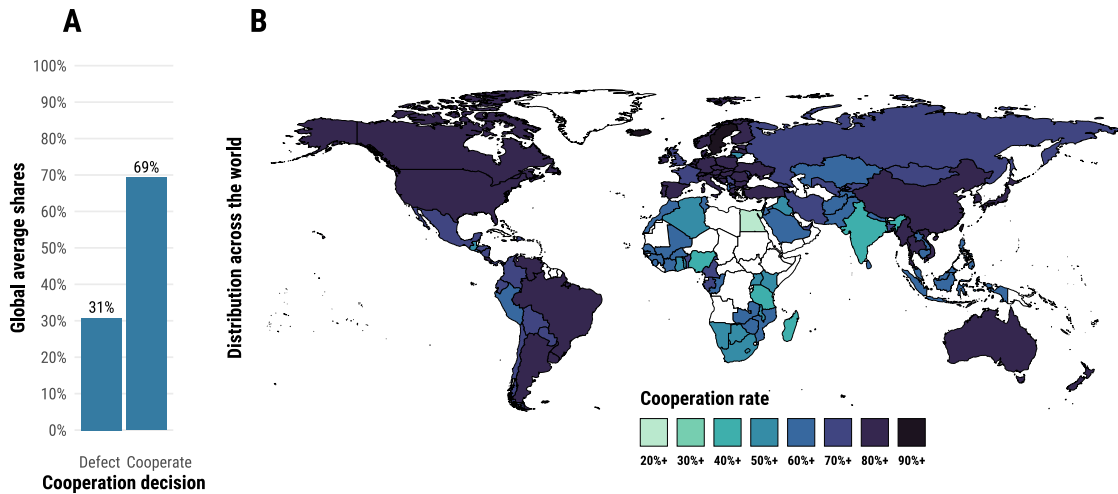 A
B
100%
90%
80%
70%
60%
50%
40%
30%
20%
10%
0%
Global average shares
31%
69%
Defect Cooperate
Cooperation decision
Distribution across the world
Cooperation rate
20%+ 30%+ 40%+ 50%+ 60%+ 70%+ 80%+ 90%+